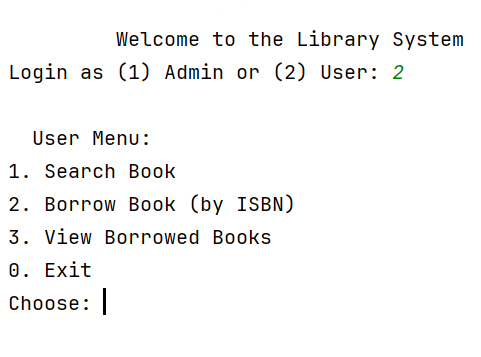 Welcome to the Library System
Login as (1) Admin or (2) User: 2
User Menu:
1. Search Book
2. Borrow Book (by ISBN)
3. View Borrowed Books
0. Exit
Choose: